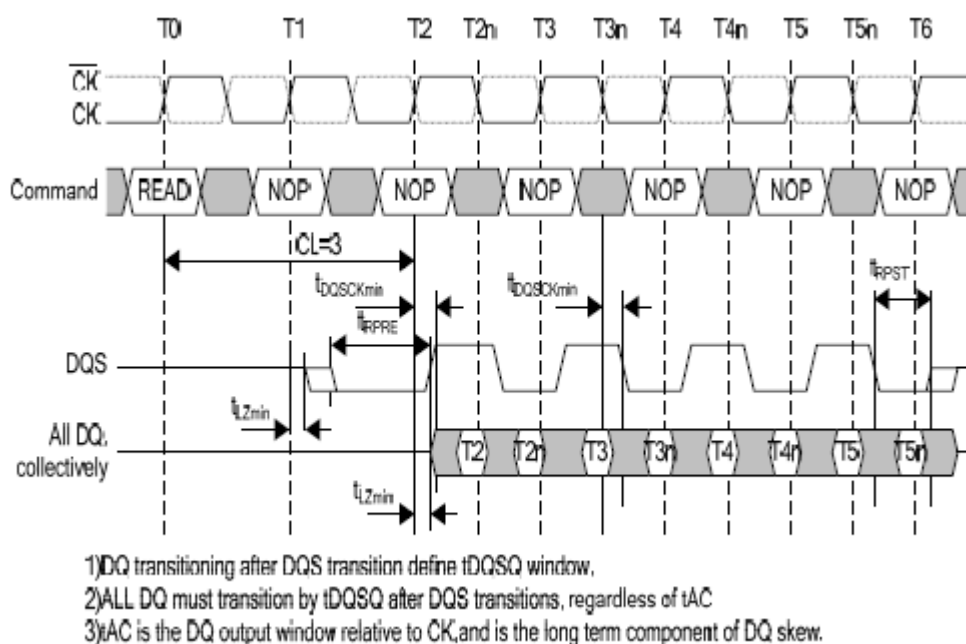 T0 T1 T2 T2n T3 T3n T4 T4n T5 T5n T6
CK
CK
Command READ NOP NOP NOP NOP NOP NOP
CL=3
tDQSCKmin tDQSCKmin tRPST
tRPRE
DQS
tLZmin
All DQ, collectively T2 T2n T3 T3n T4 T4n T5 T5n
tLZmin
1)DQ transitioning after DQS transition define tDQSQ window.
2)ALL DQ must transition by tDQSQ after DQS transitions, regardless of tAC
3)tAC is the DQ output window relative to CK,and is the long term component of DQ skew.